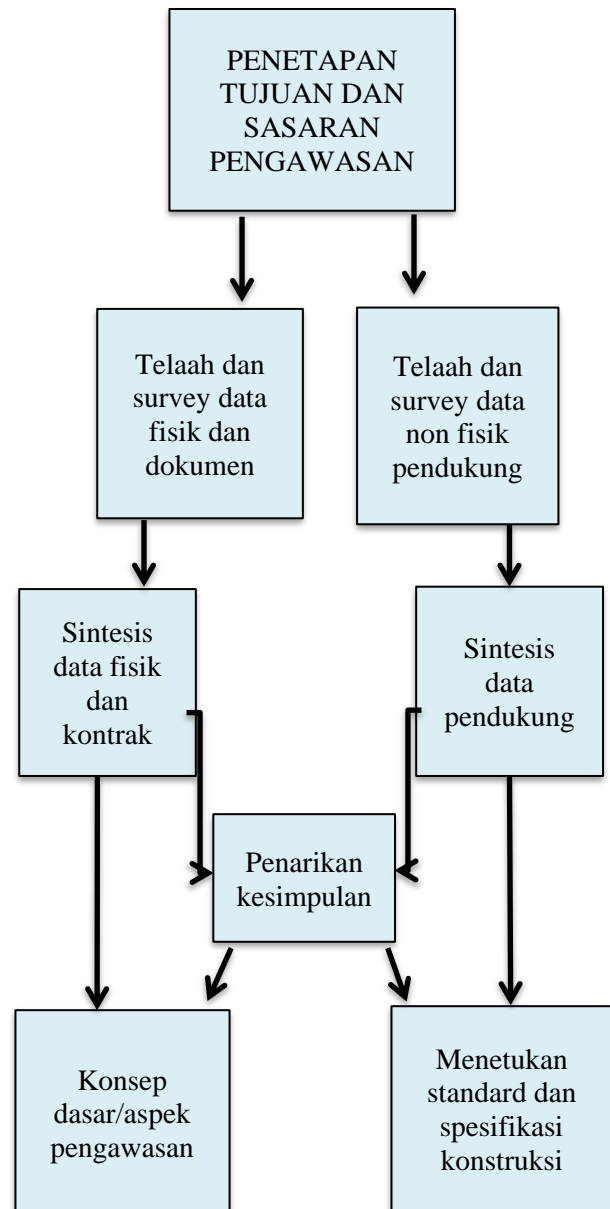 PENETAPAN
TUJUAN DAN
SASARAN
PENGAWASAN
Telaah dan
survey data
fisik dan
dokumen
Telaah dan
survey data
non fisik
pendukung
Sintesis
data fisik
dan
kontrak
Sintesis
data
pendukung
Penarikan
kesimpulan
Konsep
dasar/aspek
pengawasan
Menetukan
standard dan
spesifikasi
konstruksi